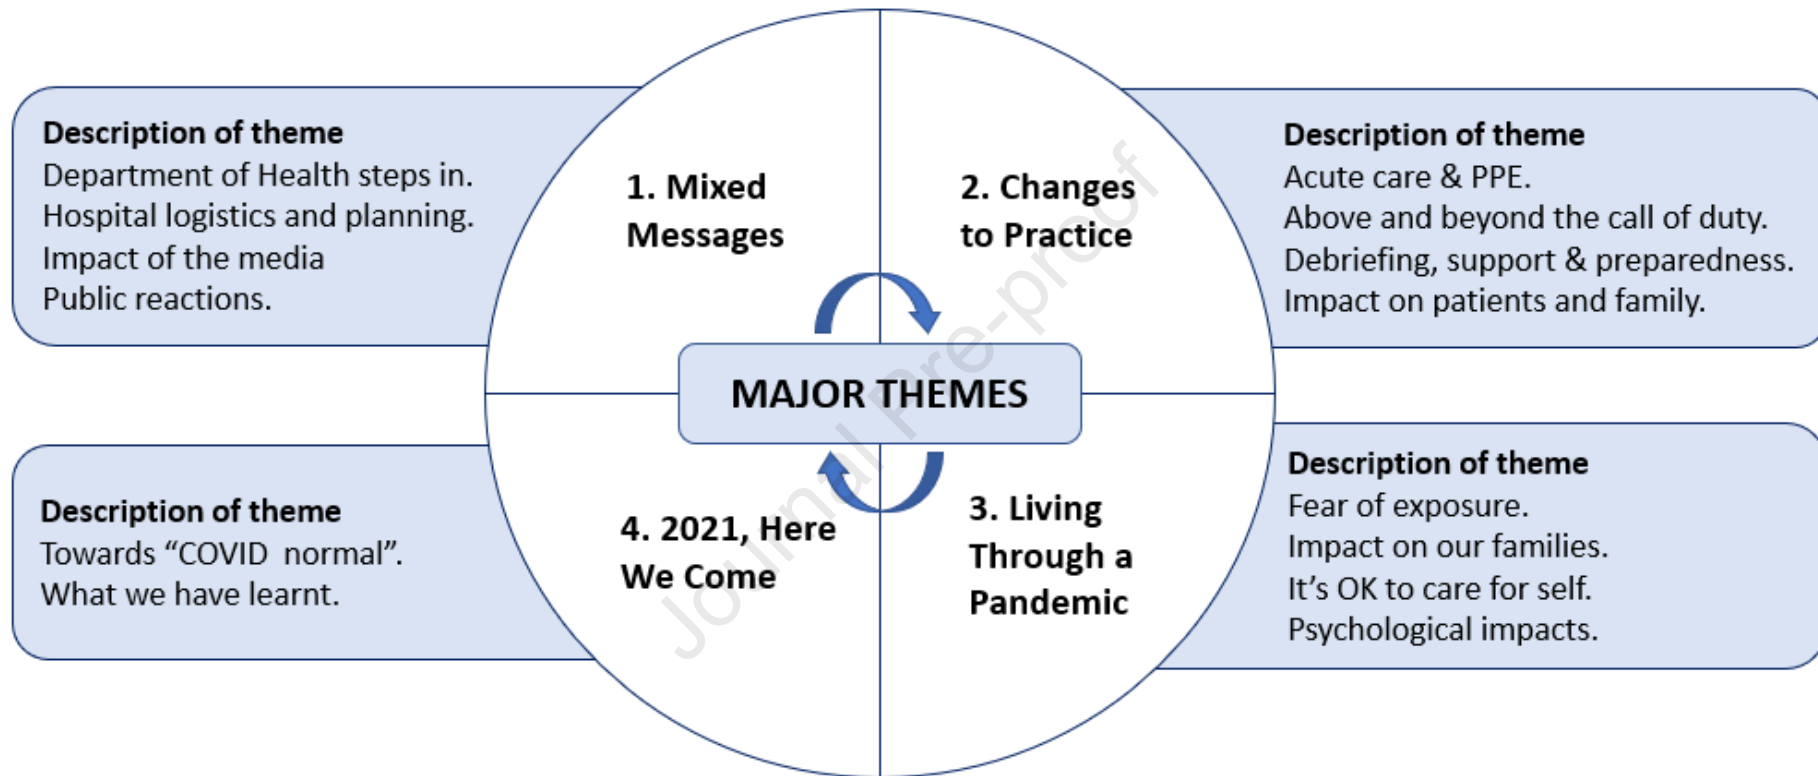 Description of theme
Department of Health steps in.
Hospital logistics and planning.
Impact of the media
Public reactions.
1. Mixed
Messages
2. Changes
to Practice
Description of theme
Acute care & PPE.
Above and beyond the call of duty.
Debriefing, support & preparedness.
Impact on patients and family.
MAJOR THEMES
Description of theme
Towards “COVID  normal”.
What we have learnt.
4. 2021, Here
We Come
3. Living
Through a
Pandemic
Description of theme
Fear of exposure.
Impact on our families.
It’s OK to care for self.
Psychological impacts.
Journal Pre-proof